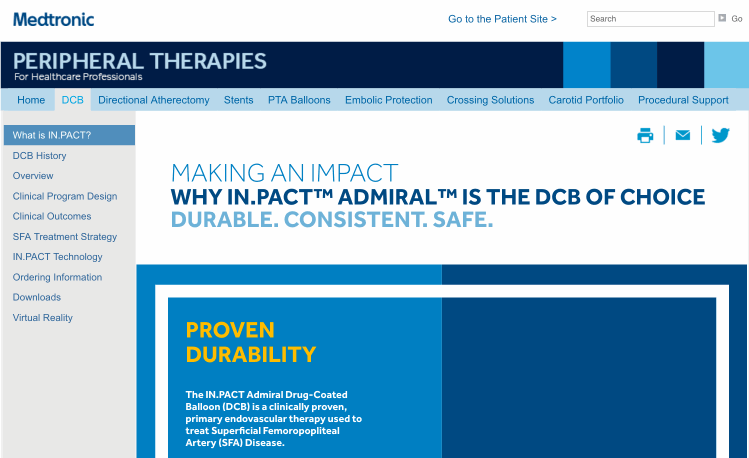 Medtronic
Go to the Patient Site >
Search
Go
PERIPHERAL THERAPIES
For Healthcare Professionals
Home DCB Directional Atherectomy Stents PTA Balloons Embolic Protection Crossing Solutions Carotid Portfolio Procedural Support
What is IN.PACT?
DCB History
Overview
Clinical Program Design
Clinical Outcomes
SFA Treatment Strategy
IN.PACT Technology
Ordering Information
Downloads
Virtual Reality
MAKING AN IMPACT
WHY IN.PACT™ ADMIRAL™ IS THE DCB OF CHOICE
DURABLE. CONSISTENT. SAFE.
PROVEN
DURABILITY
The IN.PACT Admiral Drug-Coated
Balloon (DCB) is a clinically proven,
primary endovascular therapy used to
treat Superficial Femoropopliteal
Artery (SFA) Disease.